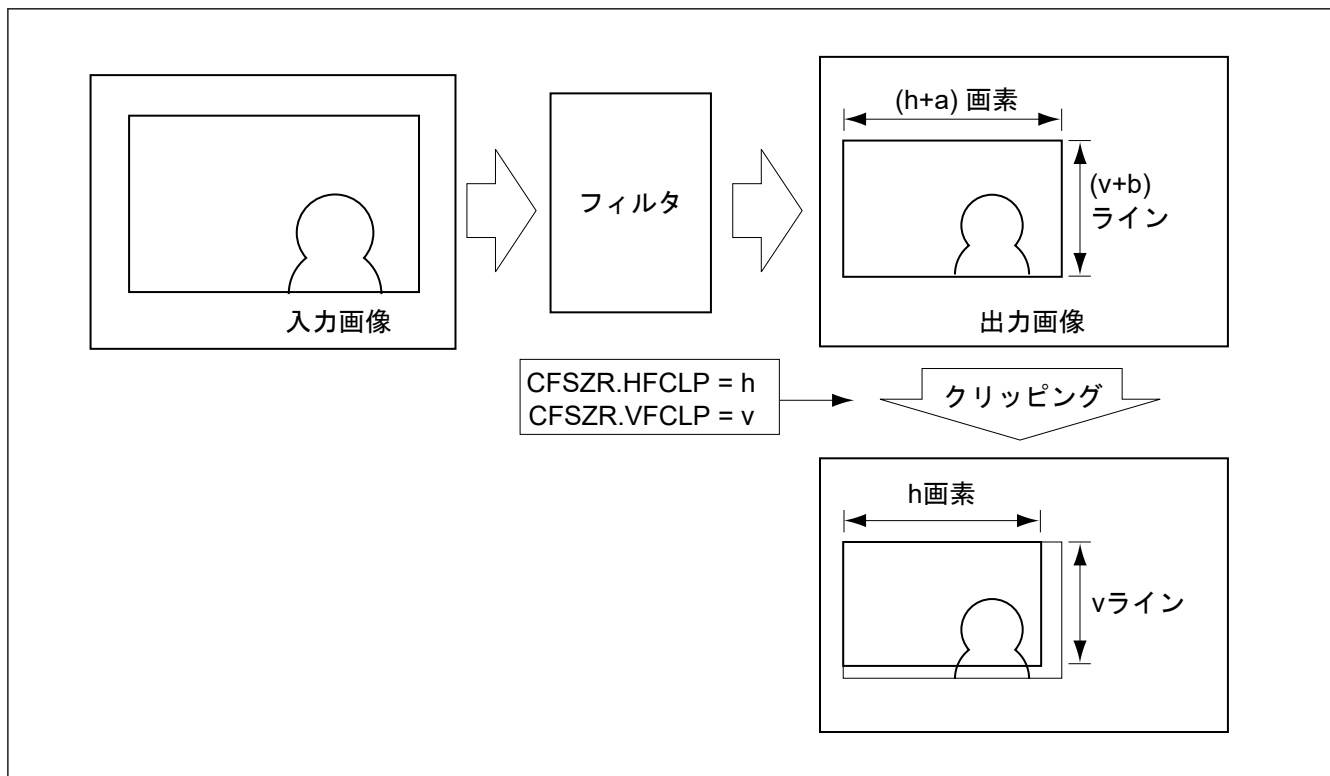 入力画像
フィルタ
(h+a) 画素
(v+b)
ライン
出力画像
CFSZR.HFCLP = h
CFSZR.VFCLP = v
クリッピング
h画素
vライン